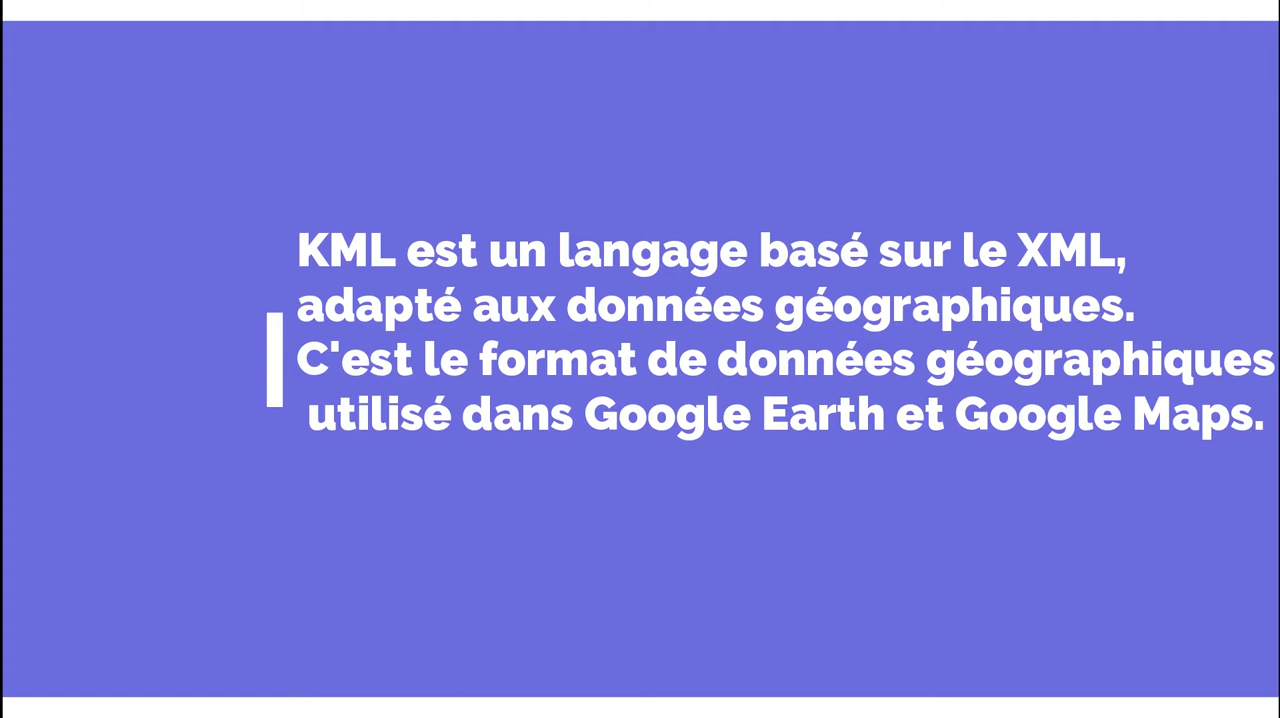 KML est un langage basé sur le XML,
adapté aux données géographiques.
C'est le format de données géographiques
utilisé dans Google Earth et Google Maps.